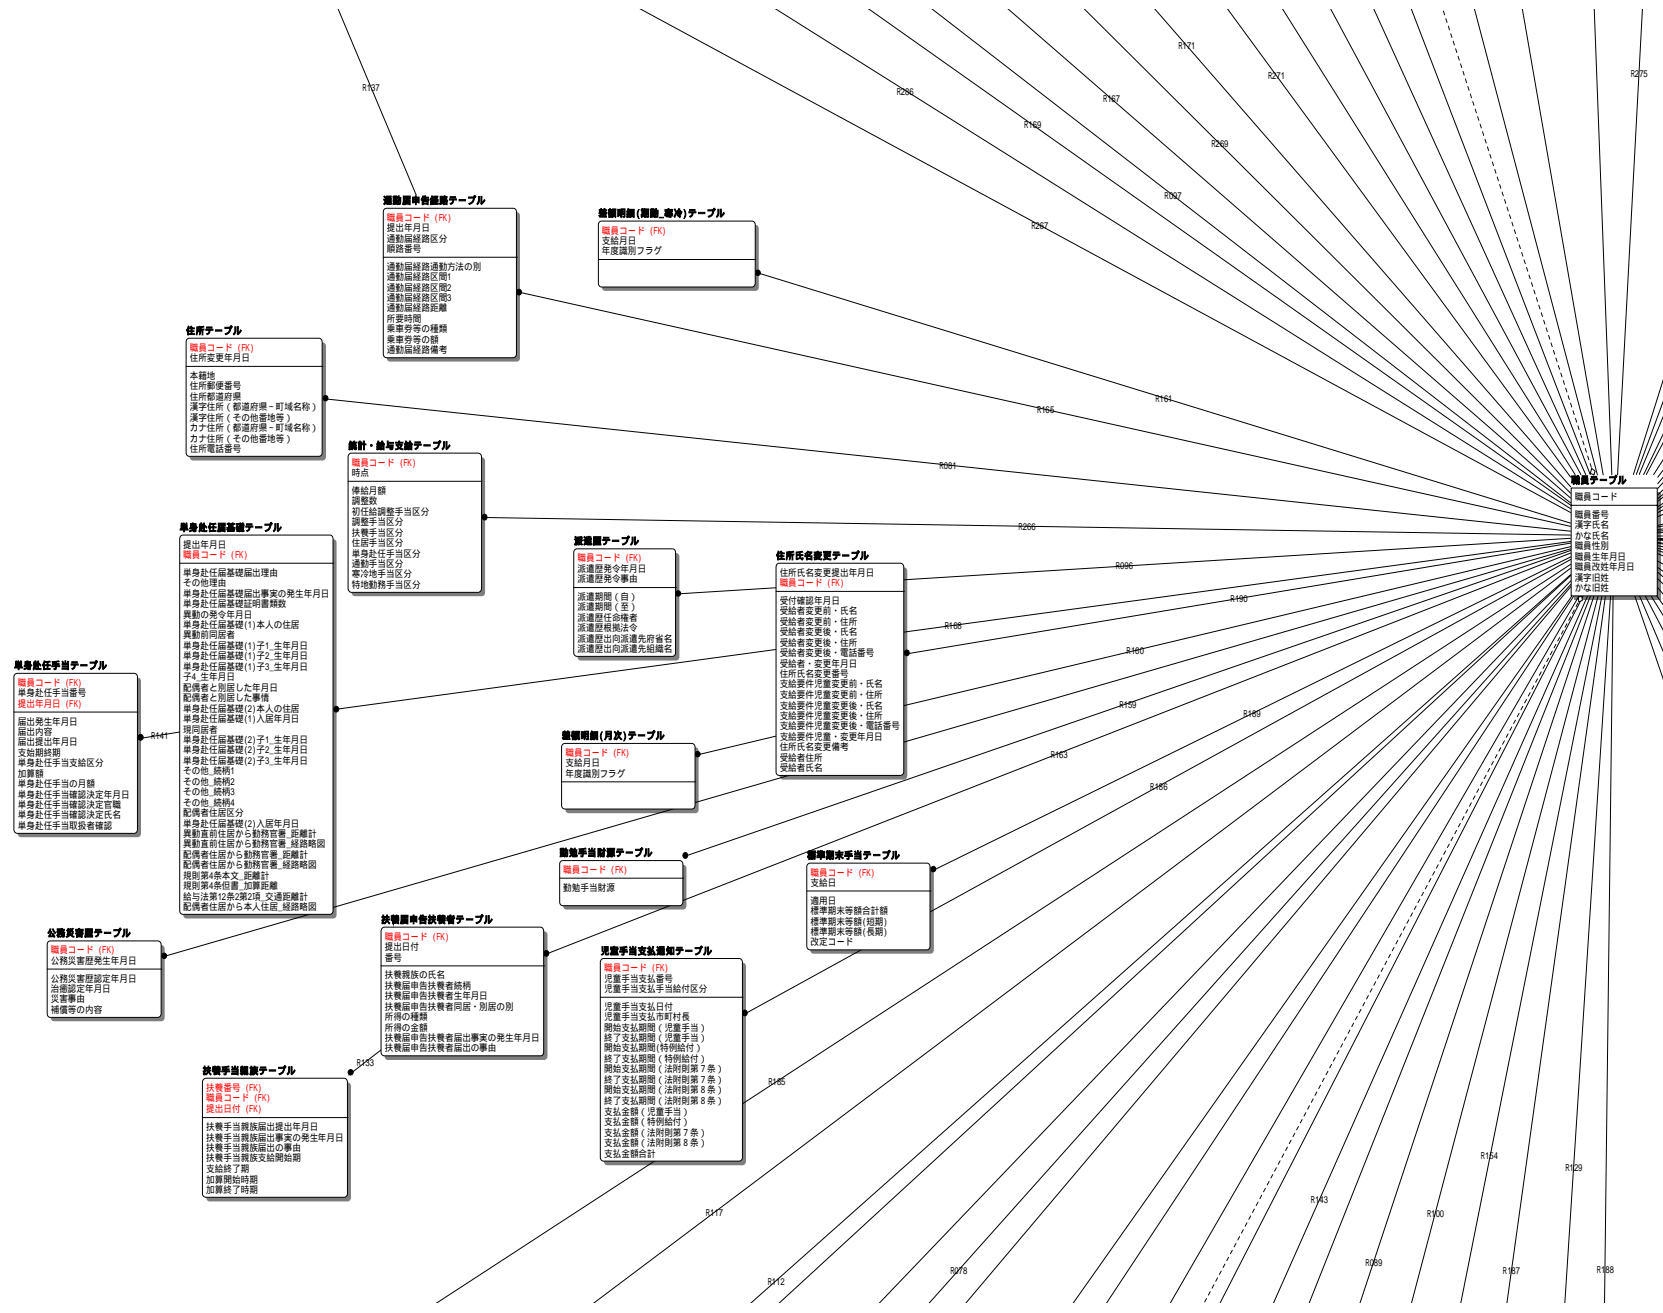 R137
R286
R169
R171
R167
R271
R269
R275
R097
R267
通勤届申告経路テーブル
職員コード (FK)
提出年月日
通勤届経路区分
順路番号
通勤届経路通勤方法の別
通勤届経路区間1
通勤届経路区間2
通勤届経路区間3
通勤届経路距離
所要時間
乗車券等の種類
乗車券等の額
通勤届経路備考
差額明細(期勤_寒冷)テーブル
職員コード (FK)
支給月日
年度識別フラグ
住所テーブル
職員コード (FK)
住所変更年月日
本籍地
住所郵便番号
住所都道府県
漢字住所(都道府県-町域名称)
漢字住所(その他番地等)
カナ住所(都道府県-町域名称)
カナ住所(その他番地等)
住所電話番号
R165
R161
R081
R266
統計・給与支給テーブル
職員コード (FK)
時点
俸給月額
調整数
初任給調整手当区分
調整手当区分
扶養手当区分
住居手当区分
単身赴任手当区分
通勤手当区分
寒冷地手当区分
特地勤務手当区分
職員テーブル
職員コード
職員番号
漢字氏名
かな氏名
職員性別
職員生年月日
職員改姓年月日
漢字旧姓
かな旧姓
単身赴任届基礎テーブル
提出年月日
職員コード (FK)
単身赴任届基礎届出理由
その他理由
単身赴任届基礎届出事実の発生年月日
単身赴任届基礎証明書類数
異動の発令年月日
単身赴任届基礎(1)本人の住居
異動前同居者
単身赴任届基礎(1)子1_生年月日
単身赴任届基礎(1)子2_生年月日
単身赴任届基礎(1)子3_生年月日
子4_生年月日
配偶者と別居した年月日
配偶者と別居した事情
単身赴任届基礎(2)本人の住居
単身赴任届基礎(1)入居年月日
現同居者
単身赴任届基礎(2)子1_生年月日
単身赴任届基礎(2)子2_生年月日
単身赴任届基礎(2)子3_生年月日
その他_続柄1
その他_続柄2
その他_続柄3
その他_続柄4
配偶者住居区分
単身赴任届基礎(2)入居年月日
異動直前住居から勤務官署_距離計
異動直前住居から勤務官署_経路略図
配偶者住居から勤務官署_距離計
配偶者住居から勤務官署_経路略図
規則第4条本文_距離計
規則第4条但書_加算距離
給与法第12条2第2項_交通距離計
配偶者住居から本人住居_経路略図
派遣歴テーブル
職員コード (FK)
派遣歴発令年月日
派遣歴発令事由
派遣期間(自)
派遣期間(至)
派遣歴任命権者
派遣歴根拠法令
派遣歴出向派遣先府省名
派遣歴出向派遣先組織名
住所氏名変更テーブル
住所氏名変更提出年月日
職員コード (FK)
受付確認年月日
受給者変更前・氏名
受給者変更前・住所
受給者変更後・氏名
受給者変更後・住所
受給者変更後・電話番号
受給者・変更年月日
住所氏名変更番号
支給要件児童変更前・氏名
支給要件児童変更前・住所
支給要件児童変更後・氏名
支給要件児童変更後・住所
支給要件児童変更後・電話番号
支給要件児童・変更年月日
住所氏名変更備考
受給者住所
受給者氏名
R096
R190
R168
R160
R159
R189
R163
R186
単身赴任手当テーブル
職員コード (FK)
単身赴任手当番号
提出年月日 (FK)
届出発生年月日
届出内容
届出提出年月日
支始期終期
単身赴任手当支給区分
加算額
単身赴任手当の月額
単身赴任手当確認決定年月日
単身赴任手当確認決定官職
単身赴任手当確認決定氏名
単身赴任手当取扱者確認
R141
差額明細(月次)テーブル
職員コード (FK)
支給月日
年度識別フラグ
勤勉手当財源テーブル
職員コード (FK)
勤勉手当財源
標準期末手当テーブル
職員コード (FK)
支給日
適用日
標準期末等額合計額
標準期末等額(短期)
標準期末等額(長期)
改定コード
公務災害歴テーブル
職員コード (FK)
公務災害歴発生年月日
公務災害歴認定年月日
治癒認定年月日
災害事由
補償等の内容
扶養届申告扶養者テーブル
職員コード (FK)
提出日付
番号
扶養親族の氏名
扶養届申告扶養者続柄
扶養届申告扶養者生年月日
扶養届申告扶養者同居・別居の別
所得の種類
所得の金額
扶養届申告扶養者届出事実の発生年月日
扶養届申告扶養者届出の事由
R133
児童手当支払通知テーブル
職員コード (FK)
児童手当支払番号
児童手当支払手当給付区分
児童手当支払日付
児童手当支払市町村長
開始支払期間(児童手当)
終了支払期間(児童手当)
開始支払期間(特例給付)
終了支払期間(特例給付)
開始支払期間(法附則第7条)
終了支払期間(法附則第7条)
開始支払期間(法附則第8条)
終了支払期間(法附則第8条)
支払金額(児童手当)
支払金額(特例給付)
支払金額(法附則第7条)
支払金額(法附則第8条)
支払金額合計
扶養手当親族テーブル
扶養番号 (FK)
職員コード (FK)
提出日付 (FK)
扶養手当親族届出提出年月日
扶養手当親族届出事実の発生年月日
扶養手当親族届出の事由
扶養手当親族支給開始期
支給終了期
加算開始時期
加算終了時期
R185
R117
R112
R078
R154
R129
R143
R100
R089
R187
R188